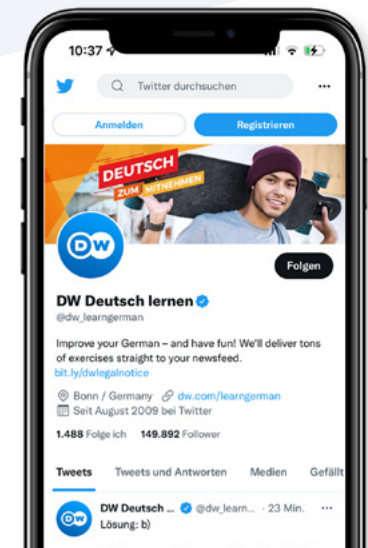 10:37
Twitter durchsuchen
Anmelden
Registrieren
DEUTSCH
ZUM MITNEHMEN
DW
Folgen
DW Deutsch lernen
@dw_learngerman
Improve your German – and have fun! We'll deliver tons
of exercises straight to your newsfeed.
bit.ly/dwlegalnotice
Bonn / Germany dw.com/learngerman
Seit August 2009 bei Twitter
1.488 Folge ich 149.892 Follower
Tweets Tweets und Antworten Medien Gefällt
DW
DW Deutsch ... @dw_learn... · 23 Min. ...
Lösung: b)